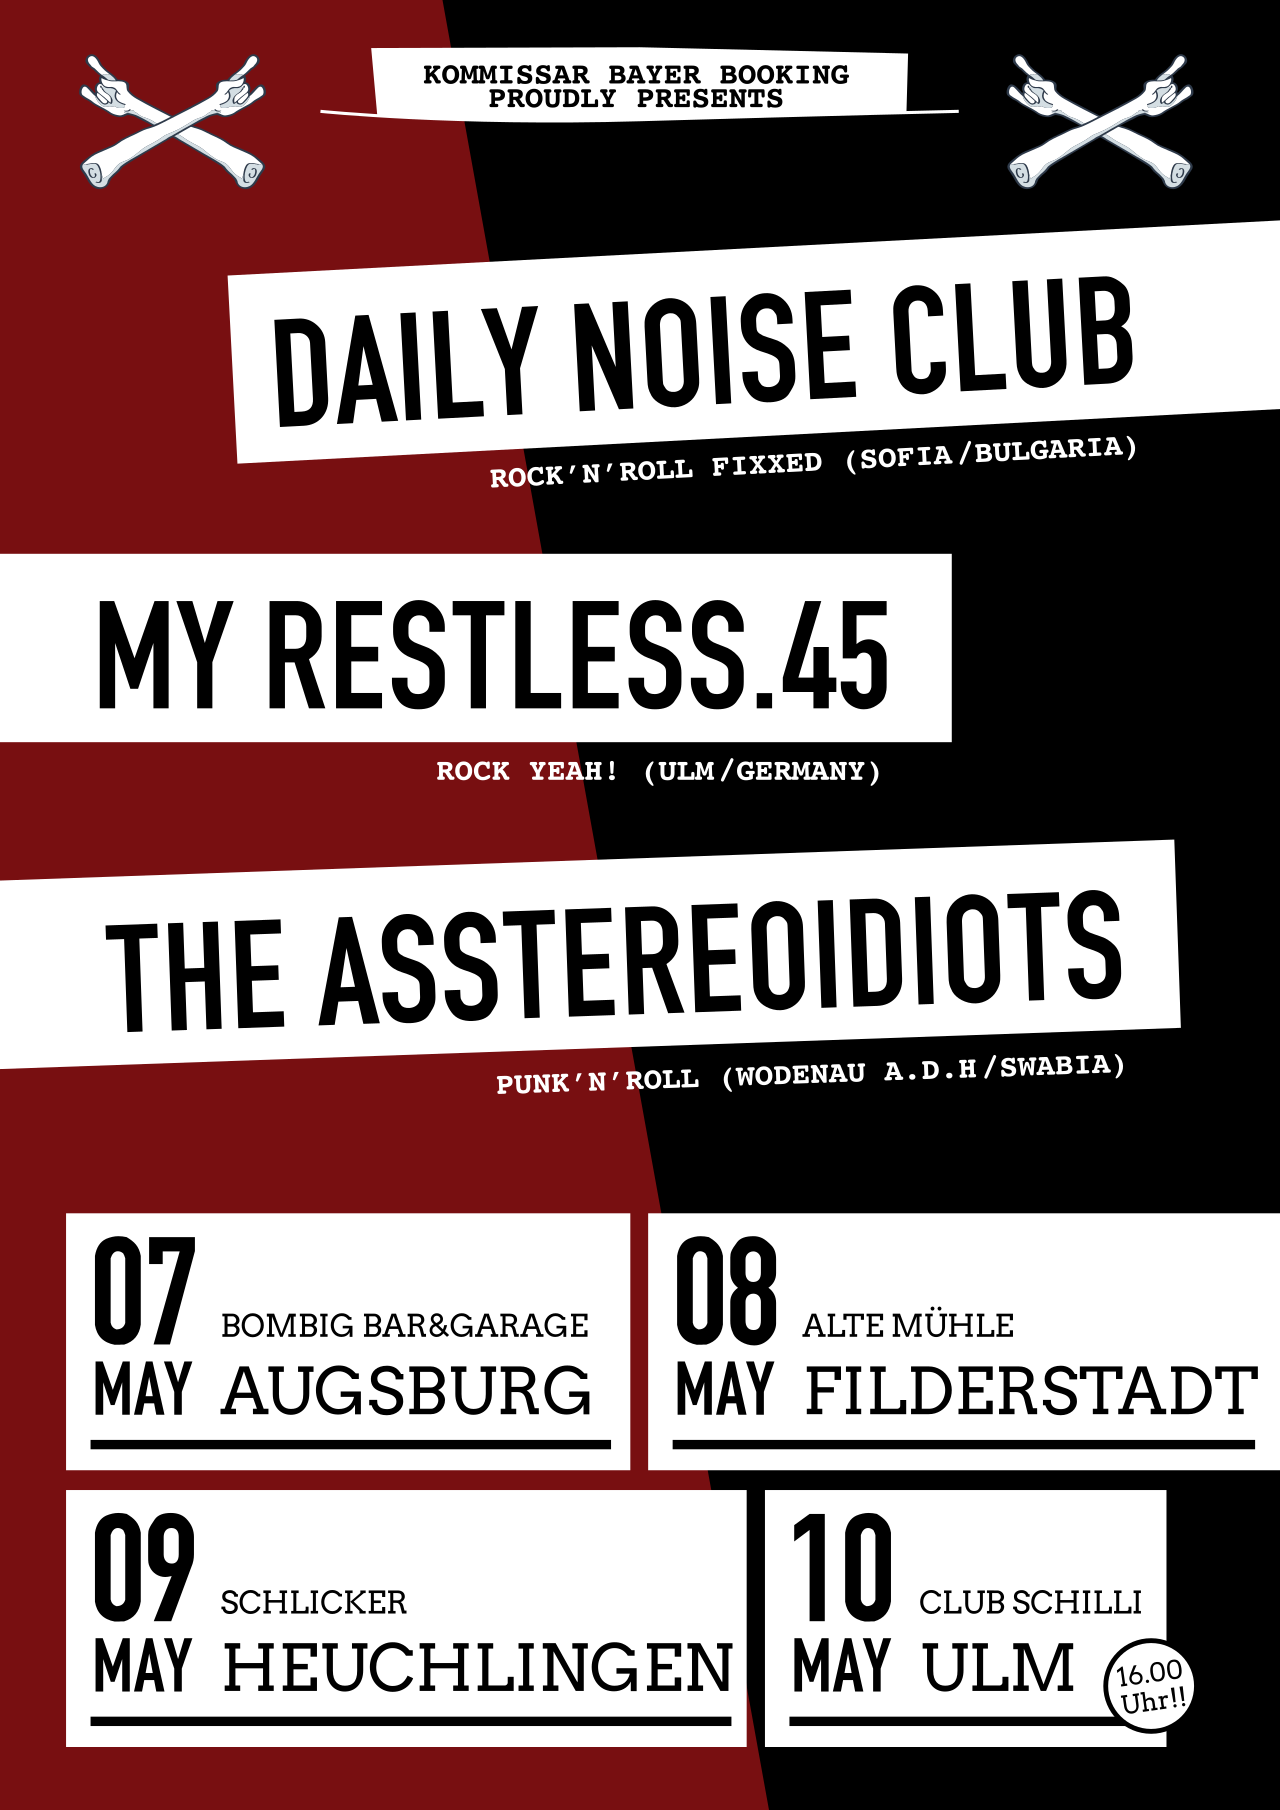 KOMMISSAR BAYER BOOKING
PROUDLY PRESENTS
DAILY NOISE CLUB
ROCK'N'ROLL FIXXED (SOFIA/BULGARIA)
MY RESTLESS.45
ROCK YEAH! (ULM/GERMANY)
THE ASSTEREOIDIOTS
PUNK'N'ROLL (WODENAU A.D.H/SWABIA)
07
BOMBIG BAR&GARAGE
MAY AUGSBURG
08
ALTE MÜHLE
MAY FILDERSTADT
09
SCHLICKER
MAY HEUCHLINGEN
10
CLUB SCHILLI
MAY ULM
16.00
Uhr!!